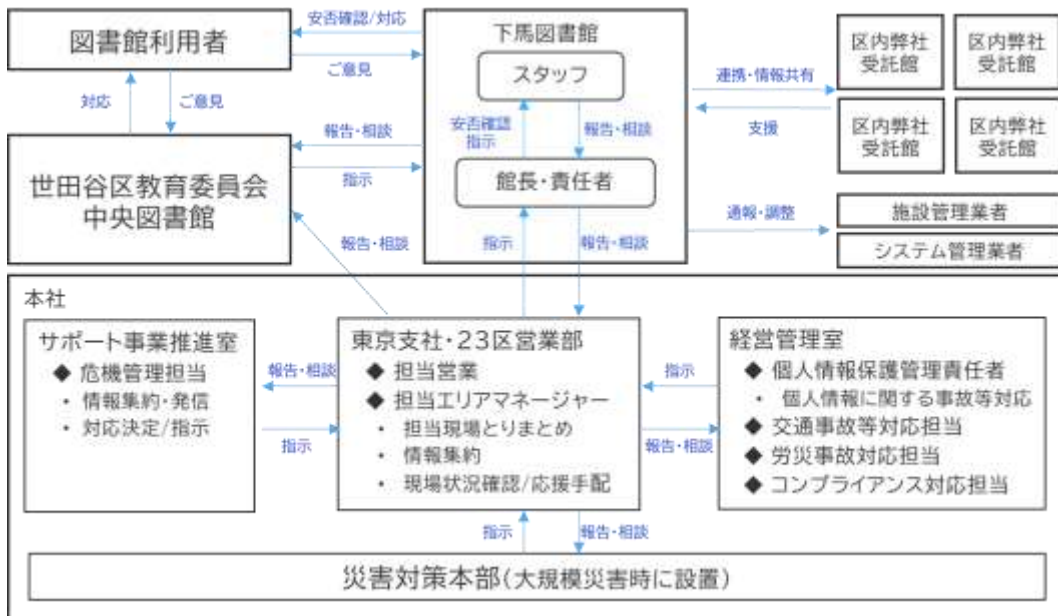 図書館利用者
安否確認/対応
ご意見
対応
ご意見
世田谷区教育委員会
中央図書館
報告・相談
指示
報告・相談
下馬図書館
スタッフ
安否確認
指示
報告・相談
館長・責任者
指示
報告・相談
連携・情報共有
支援
区内弊社
受託館
区内弊社
受託館
区内弊社
受託館
区内弊社
受託館
通報・調整
施設管理業者
システム管理業者
本社
サポート事業推進室
◆ 危機管理担当
・ 情報集約・発信
・ 対応決定/指示
報告・相談
指示
東京支社・23区営業部
◆ 担当営業
◆ 担当エリアマネージャー
・ 担当現場とりまとめ
・ 情報集約
・ 現場状況確認/応援手配
指示
報告・相談
経営管理室
◆ 個人情報保護管理責任者
・ 個人情報に関する事故等対応
◆ 交通事故等対応担当
◆ 労災事故対応担当
◆ コンプライアンス対応担当
指示
報告・相談
災害対策本部(大規模災害時に設置)